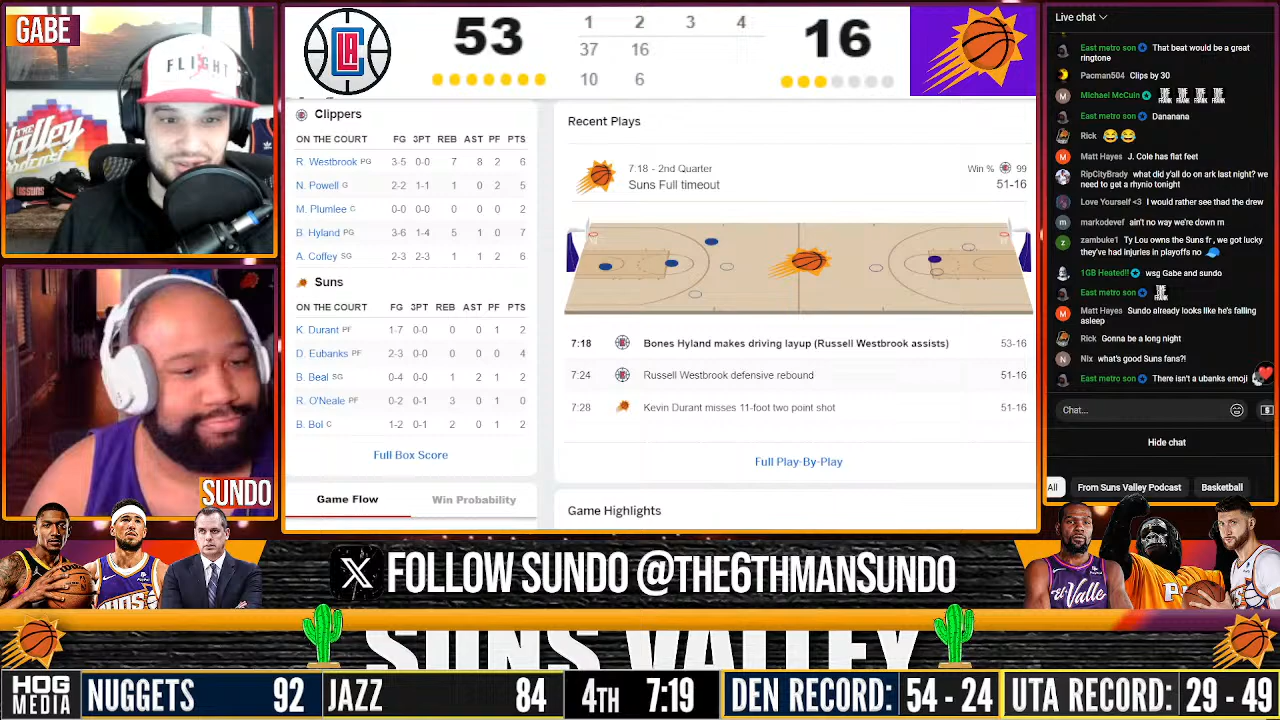 GABE
FLIGHT
The Valley
Podcast
53
1 2 3 4
37 16
10 6
16
LA
Clippers
ON THE COURT FG 3PT REB AST PF PTS
R. Westbrook PG 3-5 0-0 7 8 2 6
N. Powell G 2-2 1-1 1 0 2 5
M. Plumlee C 0-0 0-0 0 0 0 2
B. Hyland PG 3-6 1-4 5 1 0 7
A. Coffey SG 2-3 2-3 1 1 2 6
Suns
ON THE COURT FG 3PT REB AST PF PTS
K. Durant PF 1-7 0-0 0 0 1 2
D. Eubanks PF 2-3 0-0 0 0 0 4
B. Beal SG 0-4 0-0 1 2 1 2
R. O'Neale PF 0-2 0-1 3 0 1 0
B. Bol C 1-2 0-1 2 0 1 2
Full Box Score
Game Flow Win Probability
Recent Plays
7:18 - 2nd Quarter
Suns Full timeout
Win % 99
51-16
7:18 Bones Hyland makes driving layup (Russell Westbrook assists) 53-16
7:24 Russell Westbrook defensive rebound 51-16
7:28 Kevin Durant misses 11-foot two point shot 51-16
Full Play-By-Play
Game Highlights
Live chat
East metro son That beat would be a great
ringtone
Pacman504 Clips by 30
Michael McCuin
East metro son Dananana
Rick
Matt Hayes J. Cole has flat feet
RipCityBrady what did y'all do on ark last night? we
need to get a rhynio tonight
Love Yourself <3 I would rather see thad the drew
markodevef ain't no way we're down rn
zambuke1 Ty Lou owns the Suns fr , we got lucky
they've had injuries in playoffs no
1GB Heated!! wsg Gabe and sundo
East metro son
Matt Hayes Sundo already looks like he's falling
asleep
Rick Gonna be a long night
Nix what's good Suns fans?!
East metro son There isn't a ubanks emoji
Chat...
Hide chat
All From Suns Valley Podcast Basketball
SUNDO
X FOLLOW SUNDO @THE6THMANSUNDO
SUNS VALLEY
HOG
MEDIA
NUGGETS 92 JAZZ 84 4TH 7:19 DEN RECORD: 54 - 24 UTA RECORD: 29 - 49